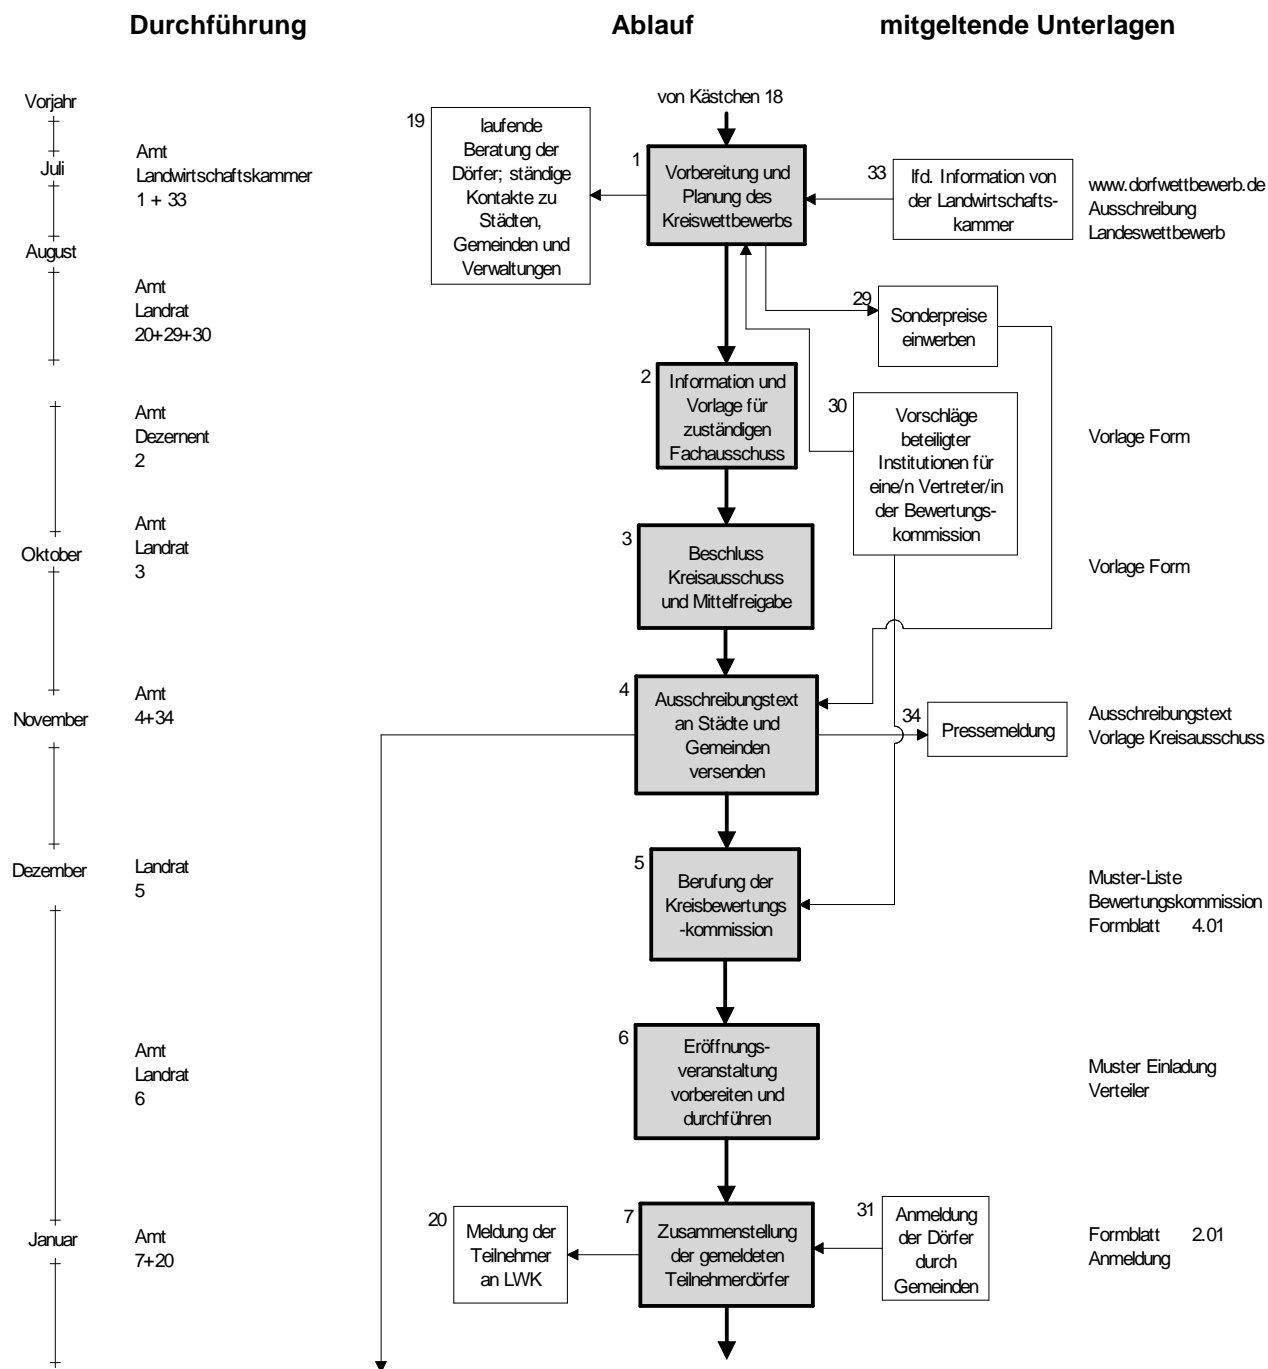 Durchführung
Ablauf
mitgeltende Unterlagen
Vorjahr
Juli
August
Oktober
November
Dezember
Januar
Amt
Landwirtschaftskammer
1 + 33
Amt
Landrat
20+29+30
Amt
Dezernent
2
Amt
Landrat
3
Amt
4+34
Landrat
5
Amt
Landrat
6
Amt
7+20
von Kästchen 18
19
laufende
Beratung der
Dörfer; ständige
Kontakte zu
Städten,
Gemeinden und
Verwaltungen
1
Vorbereitung und
Planung des
Kreiswettbewerbs
33
lfd. Information von
der Landwirtschafts-
kammer
29
Sonderpreise
einwerben
2
Information und
Vorlage für
zuständigen
Fachausschuss
30
Vorschläge
beteiligter
Institutionen für
eine/n Vertreter/in
der Bewertungs-
kommission
3
Beschluss
Kreisausschuss
und Mittelfreigabe
4
Ausschreibungstext
an Städte und
Gemeinden
versenden
34
Pressemeldung
5
Berufung der
Kreisbewertungs
-kommission
6
Eröffnungs-
veranstaltung
vorbereiten und
durchführen
20
Meldung der
Teilnehmer
an LWK
7
Zusammenstellung
der gemeldeten
Teilnehmerdörfer
31
Anmeldung
der Dörfer
durch
Gemeinden
www.dorfwettbewerb.de
Ausschreibung
Landeswettbewerb
Vorlage Form
Vorlage Form
Ausschreibungstext
Vorlage Kreisausschuss
Muster-Liste
Bewertungskommission
Formblatt 4.01
Muster Einladung
Verteiler
Formblatt 2.01
Anmeldung